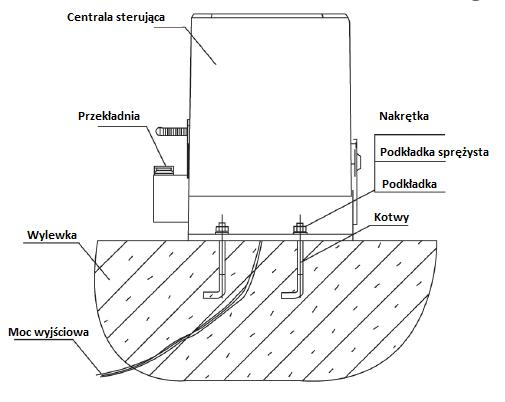 Centrala sterująca
Przekładnia
Nakrętka
Podkładka sprężysta
Podkładka
Kotwy
Wylewka
Moc wyjściowa